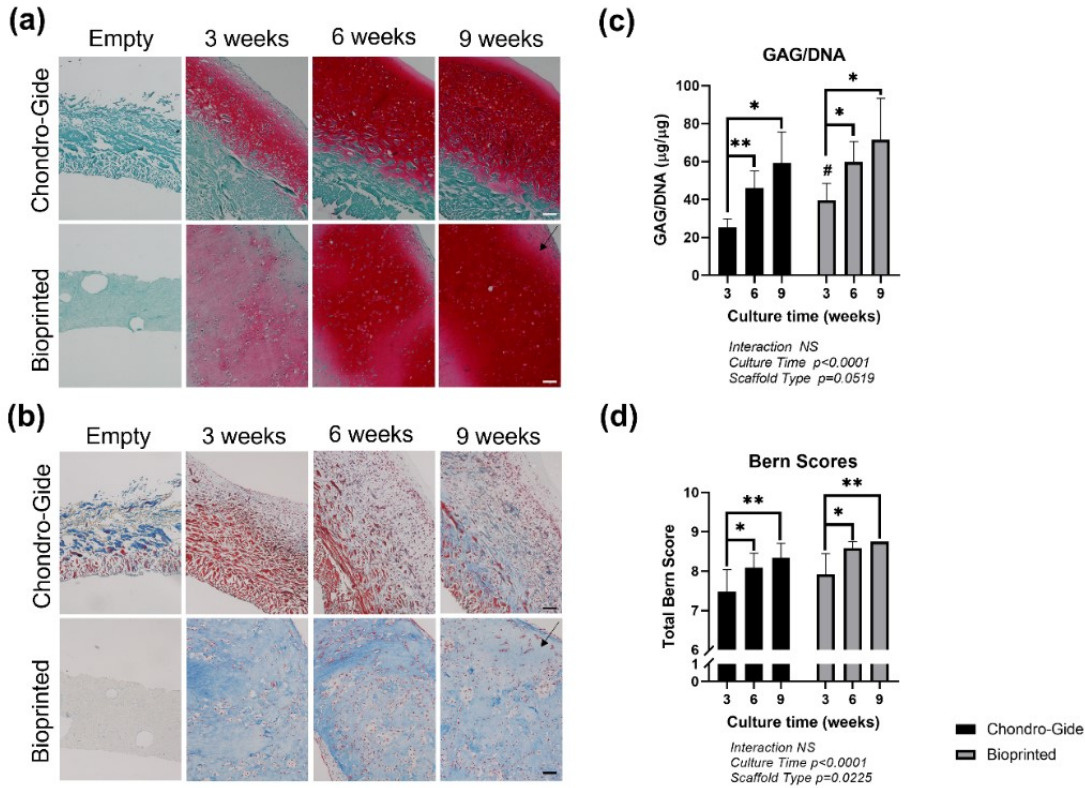 (a)
Empty 3 weeks 6 weeks 9 weeks
Chondro-Gide
Bioprinted
(b)
Empty 3 weeks 6 weeks 9 weeks
Chondro-Gide
Bioprinted
(c)
GAG/DNA
GAG/DNA (µg/µg)
100
80
60
40
20
0
** * # * *
3 6 9 3 6 9
Culture time (weeks)
Interaction NS
Culture Time p<0.0001
Scaffold Type p=0.0519
(d)
Bern Scores
Total Bern Score
10
9
8
7
6
1
0
* ** * **
3 6 9 3 6 9
Culture time (weeks)
Interaction NS
Culture Time p<0.0001
Scaffold Type p=0.0225
Chondro-Gide
Bioprinted